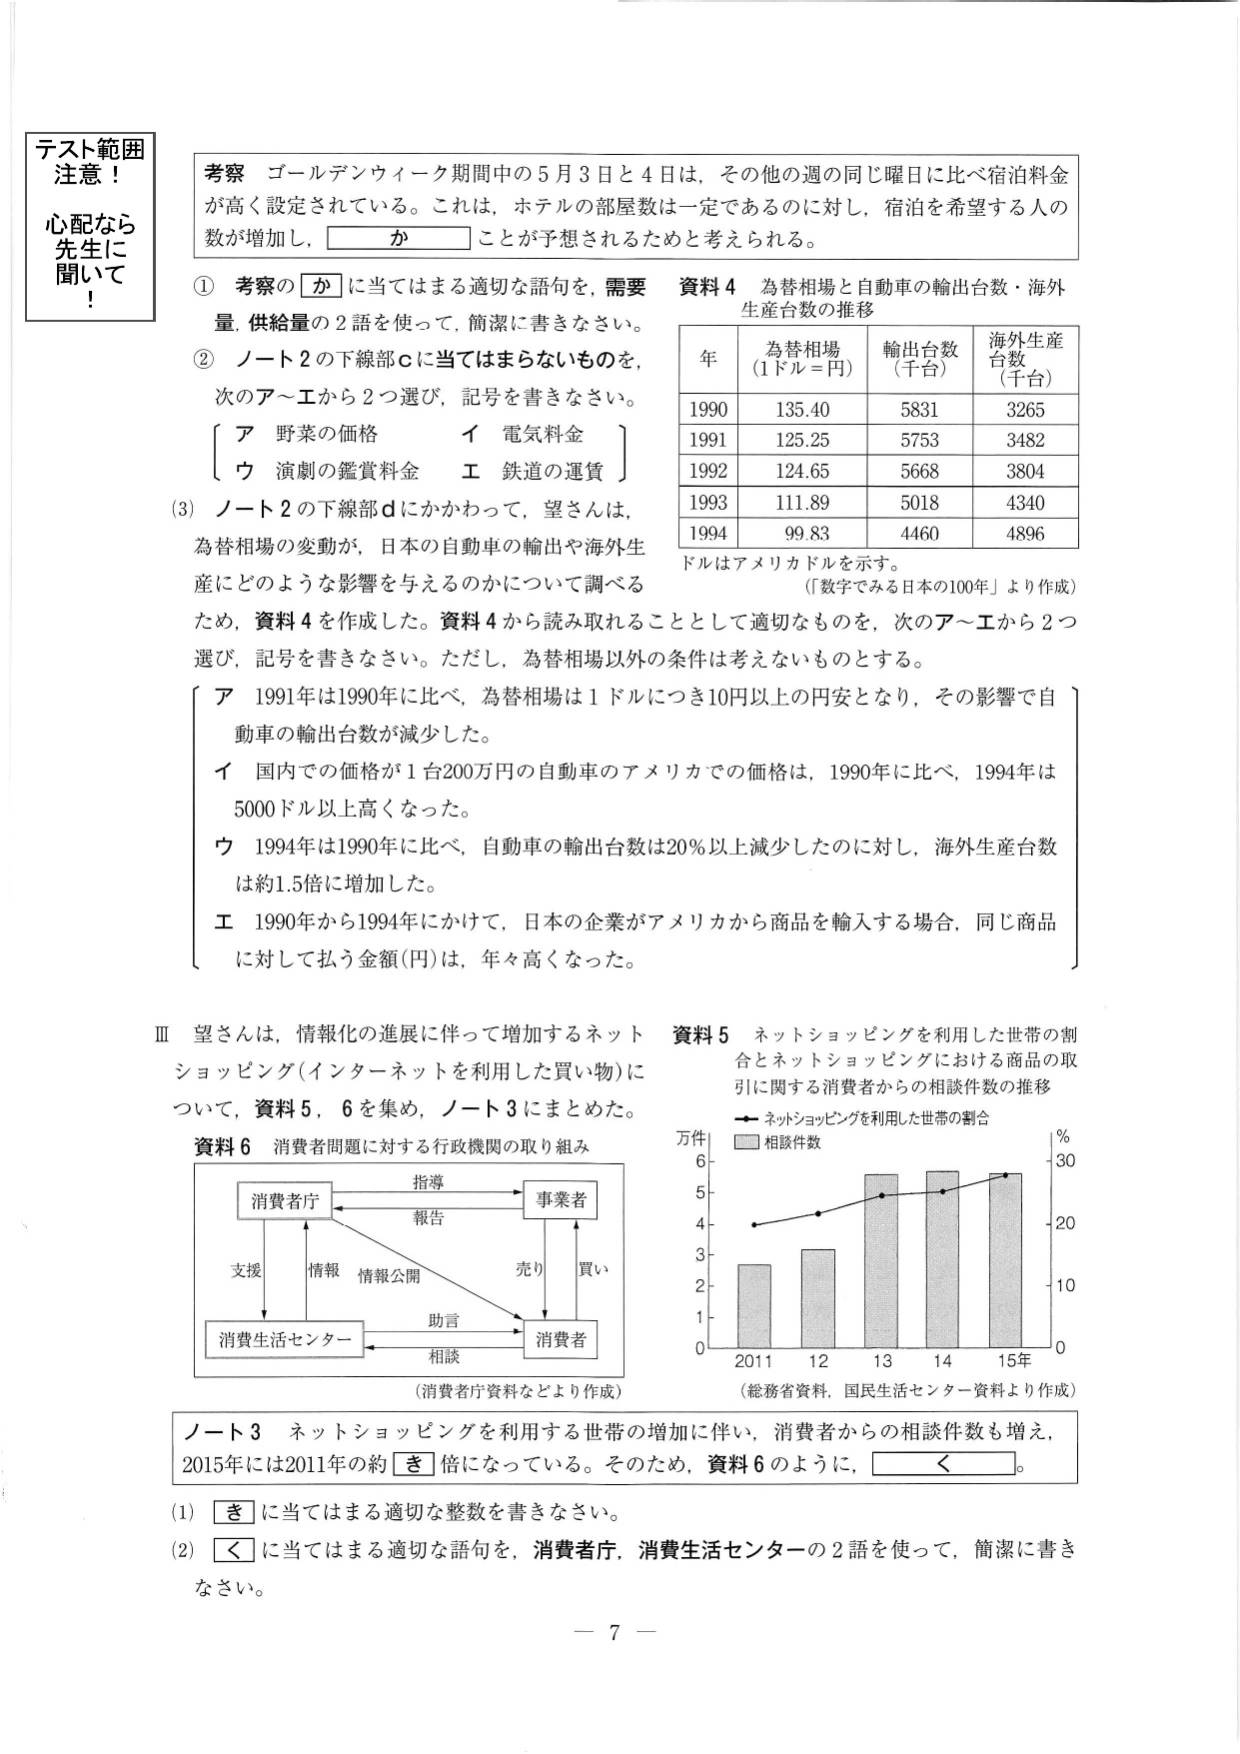 テスト範囲
注意！
心配なら
先生に
聞いて
！
考察　ゴールデンウィーク期間中の5月3日と4日は，その他の週の同じ曜日に比べ宿泊料金
が高く設定されている。これは，ホテルの部屋数は一定であるのに対し，宿泊を希望する人の
数が増加し，か ことが予想されるためと考えられる。
① 考察の か に当てはまる適切な語句を，需要
量，供給量の2語を使って，簡潔に書きなさい。
② ノート2の下線部cに当てはまらないものを，
次のア～エから2つ選び，記号を書きなさい。
ア 野菜の価格　イ 電気料金
ウ 演劇の鑑賞料金　エ 鉄道の運賃
(3) ノート2の下線部dにかかわって，望さんは，
為替相場の変動が，日本の自動車の輸出や海外生
産にどのような影響を与えるのかについて調べる
資料4　為替相場と自動車の輸出台数・海外
生産台数の推移
年　為替相場（1ドル＝円）　輸出台数（千台）　海外生産台数（千台）
1990　135.40　5831　3265
1991　125.25　5753　3482
1992　124.65　5668　3804
1993　111.89　5018　4340
1994　99.83　4460　4896
ドルはアメリカドルを示す。
（「数字でみる日本の100年」より作成）
ため，資料4を作成した。資料4から読み取れることとして適切なものを，次のア～エから2つ
選び，記号を書きなさい。ただし，為替相場以外の条件は考えないものとする。
ア　1991年は1990年に比べ，為替相場は1ドルにつき10円以上の円安となり，その影響で自
動車の輸出台数が減少した。
イ　国内での価格が1台200万円の自動車のアメリカでの価格は，1990年に比べ，1994年は
5000ドル以上高くなった。
ウ　1994年は1990年に比べ，自動車の輸出台数は20％以上減少したのに対し，海外生産台数
は約1.5倍に増加した。
エ　1990年から1994年にかけて，日本の企業がアメリカから商品を輸入する場合，同じ商品
に対して払う金額(円)は，年々高くなった。
Ⅲ　望さんは，情報化の進展に伴って増加するネット
ショッピング(インターネットを利用した買い物)に
ついて，資料5，6を集め，ノート3にまとめた。
資料6　消費者問題に対する行政機関の取り組み
指導
消費者庁　事業者
報告
支援　情報　情報公開　売り　買い
助言
消費生活センター　消費者
相談
（消費者庁資料などより作成）
資料5　ネットショッピングを利用した世帯の割
合とネットショッピングにおける商品の取
引に関する消費者からの相談件数の推移
ネットショッピングを利用した世帯の割合
相談件数
万件　％
6　30
5
4　20
3
2　10
1
0　0
2011　12　13　14　15年
（総務省資料，国民生活センター資料より作成）
ノート3　ネットショッピングを利用する世帯の増加に伴い，消費者からの相談件数も増え，
2015年には2011年の約 き 倍になっている。そのため，資料6のように，く 。
(1) き に当てはまる適切な整数を書きなさい。
(2) く に当てはまる適切な語句を，消費者庁，消費生活センターの2語を使って，簡潔に書き
なさい。
— 7 —